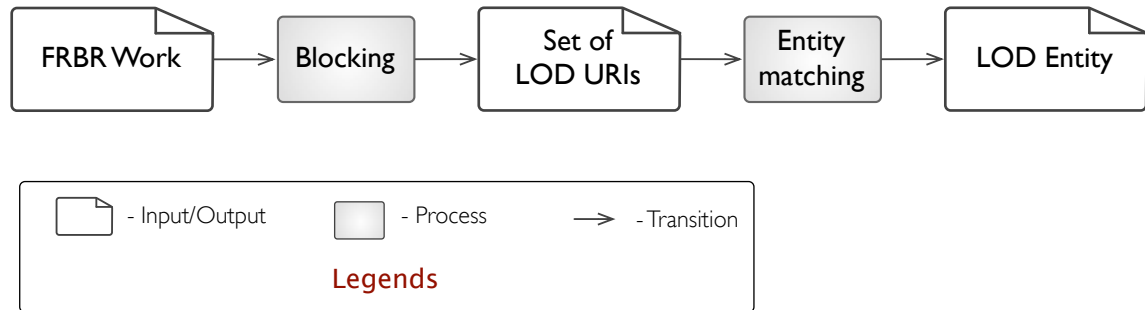 FRBR Work
Blocking
Set of
LOD URIs
Entity
matching
LOD Entity
- Input/Output
- Process
- Transition
Legends